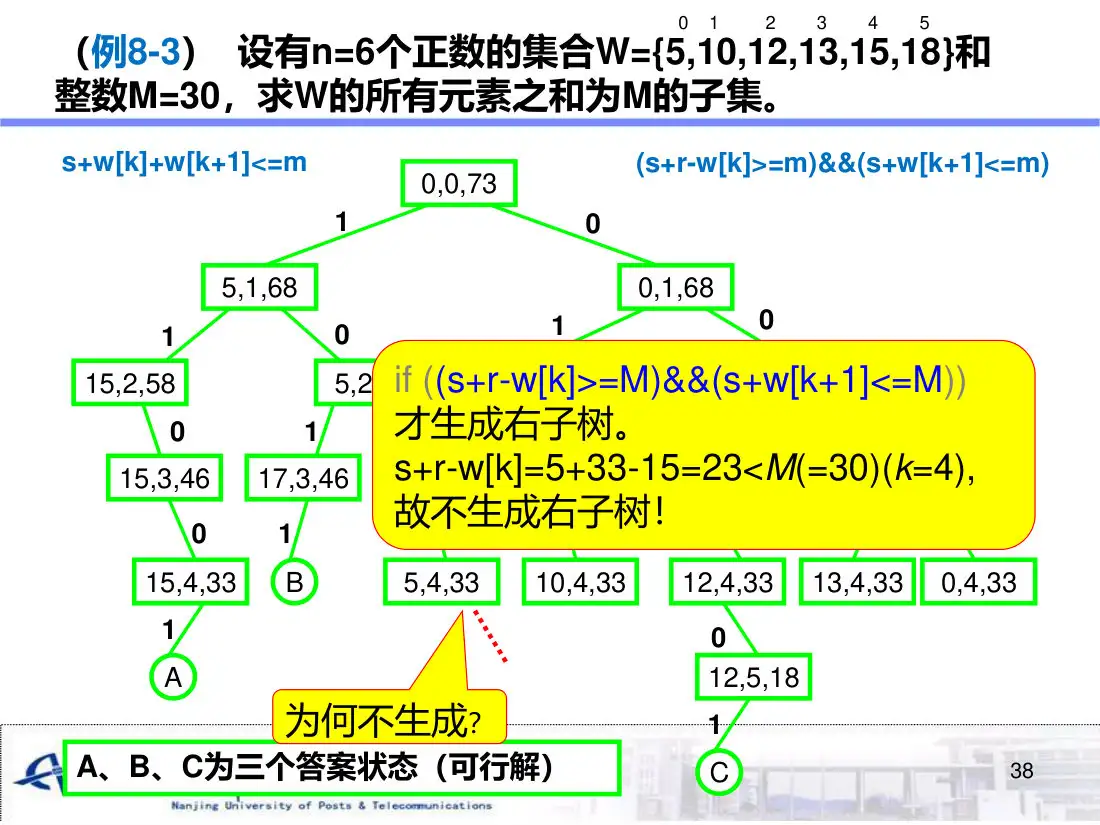 0 1 2 3 4 5
（例8-3） 设有n=6个正数的集合W={5,10,12,13,15,18}和
整数M=30，求W的所有元素之和为M的子集。
s+w[k]+w[k+1]<=m
(s+r-w[k]>=m)&&(s+w[k+1]<=m)
0,0,73
1 0
5,1,68 0,1,68
1 0 1 0
15,2,58 5,2
if ((s+r-w[k]>=M)&&(s+w[k+1]<=M))
才生成右子树。
s+r-w[k]=5+33-15=23<M(=30)(k=4),
故不生成右子树！
0 1
15,3,46 17,3,46
0 1
15,4,33 B 5,4,33 10,4,33 12,4,33 13,4,33 0,4,33
1 0
A 12,5,18
为何不生成?
1
A、B、C为三个答案状态（可行解）
C
38
Nanjing University of Posts & Telecommunications